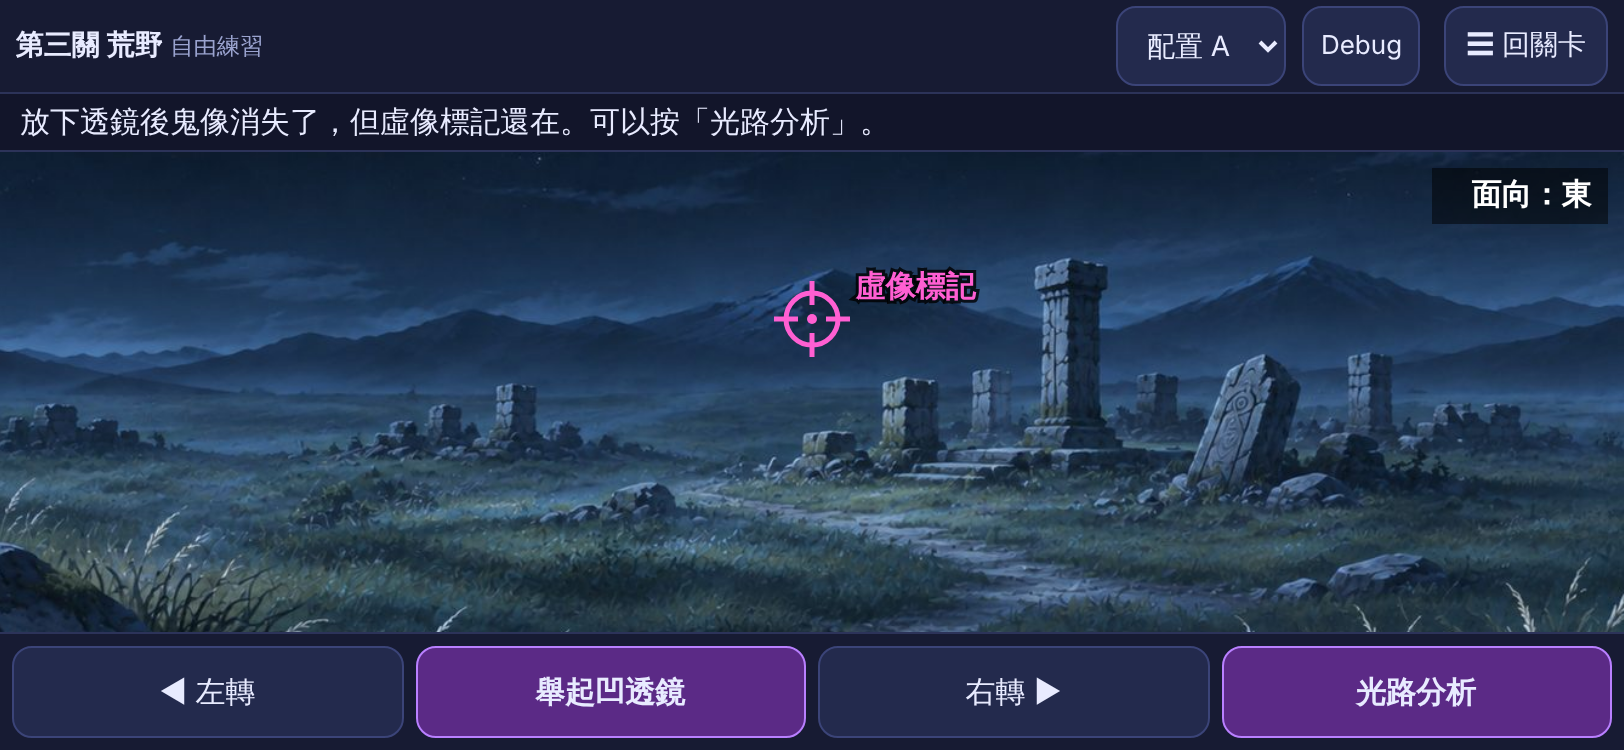 第三關 荒野 自由練習
配置 A
Debug
☰ 回關卡
放下透鏡後鬼像消失了，但虛像標記還在。可以按「光路分析」。
面向：東
虛像標記
◀ 左轉
舉起凹透鏡
右轉 ▶
光路分析